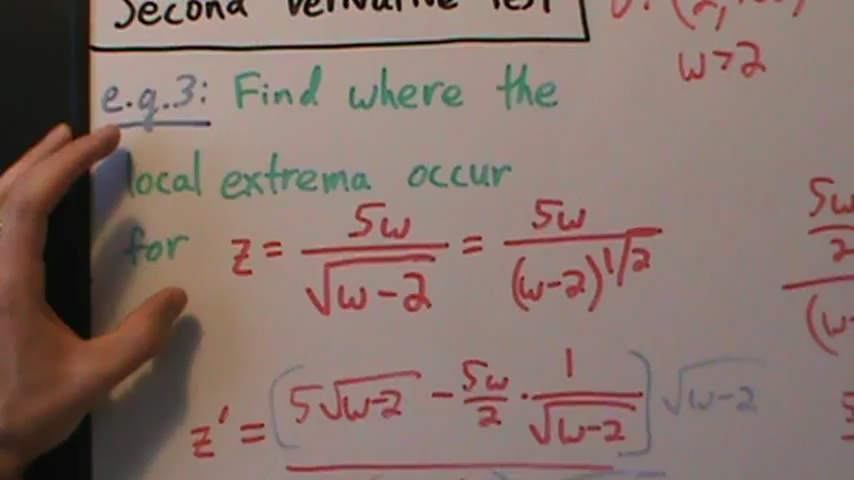 Second Derivative Test
w>2
e.g.3: Find where the
local extrema occur
for z = 5w/√(w-2) = 5w/(w-2)^1/2
z' = [5√(w-2) - 5w/2 · 1/√(w-2)] √(w-2)